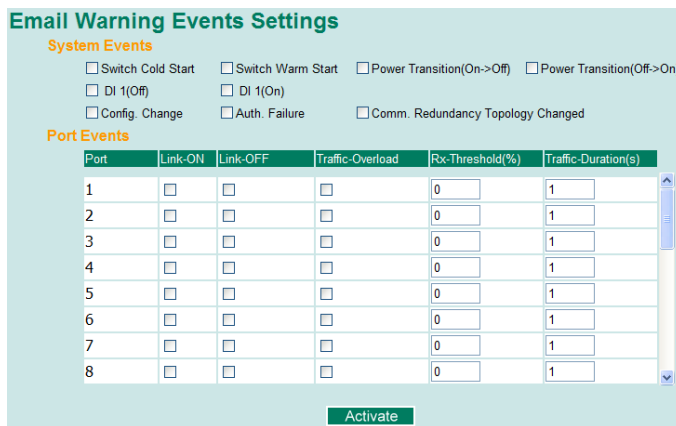 Email Warning Events Settings
System Events
Switch Cold Start Switch Warm Start Power Transition(On->Off) Power Transition(Off->On
DI 1(Off) DI 1(On)
Config. Change Auth. Failure Comm. Redundancy Topology Changed
Port Events
Port Link-ON Link-OFF Traffic-Overload Rx-Threshold(%) Traffic-Duration(s)
1 0 1
2 0 1
3 0 1
4 0 1
5 0 1
6 0 1
7 0 1
8 0 1
Activate